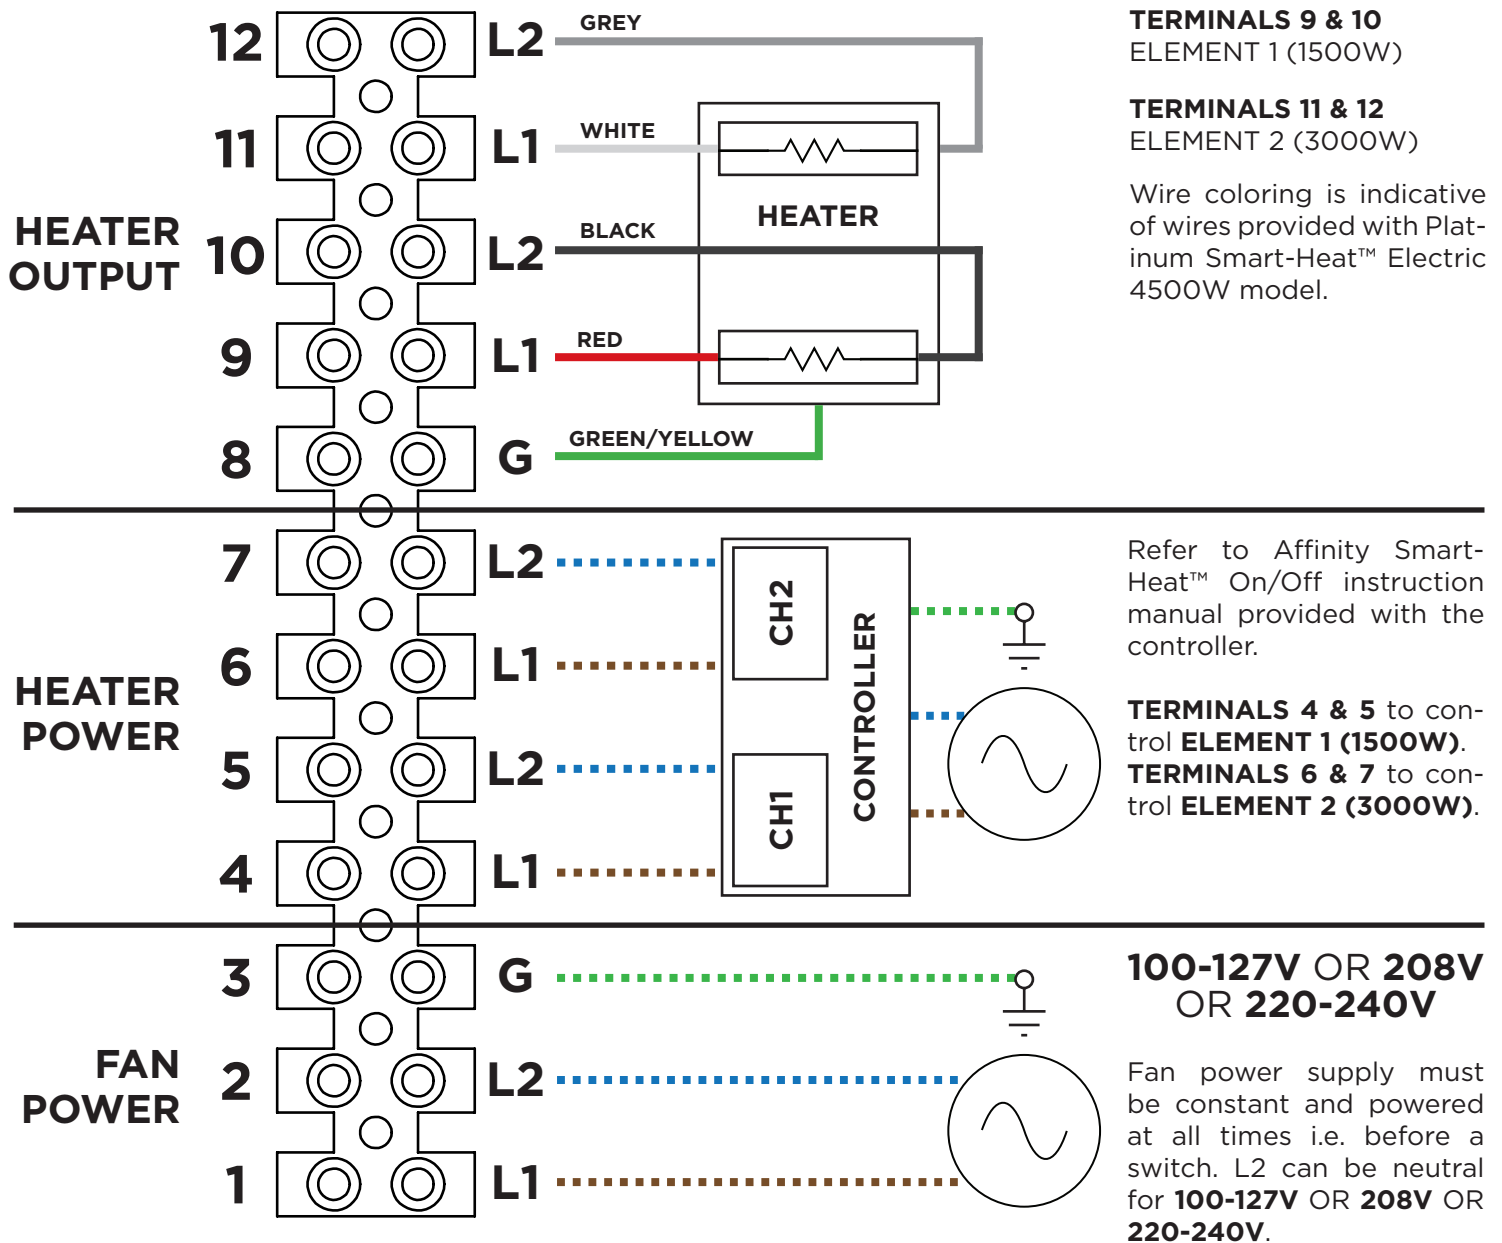 12 L2 GREY
11 L1 WHITE
HEATER
OUTPUT
10 L2 BLACK
HEATER
9 L1 RED
8 G GREEN/YELLOW
TERMINALS 9 & 10
ELEMENT 1 (1500W)
TERMINALS 11 & 12
ELEMENT 2 (3000W)
Wire coloring is indicative
of wires provided with Plat-
inum Smart-Heat™ Electric
4500W model.
HEATER
POWER
7 L2
6 L1
5 L2
4 L1
CH2
CH1
CONTROLLER
Refer to Affinity Smart-
Heat™ On/Off instruction
manual provided with the
controller.
TERMINALS 4 & 5 to con-
trol ELEMENT 1 (1500W).
TERMINALS 6 & 7 to con-
trol ELEMENT 2 (3000W).
FAN
POWER
3 G
2 L2
1 L1
100-127V OR 208V
OR 220-240V
Fan power supply must
be constant and powered
at all times i.e. before a
switch. L2 can be neutral
for 100-127V OR 208V OR
220-240V.